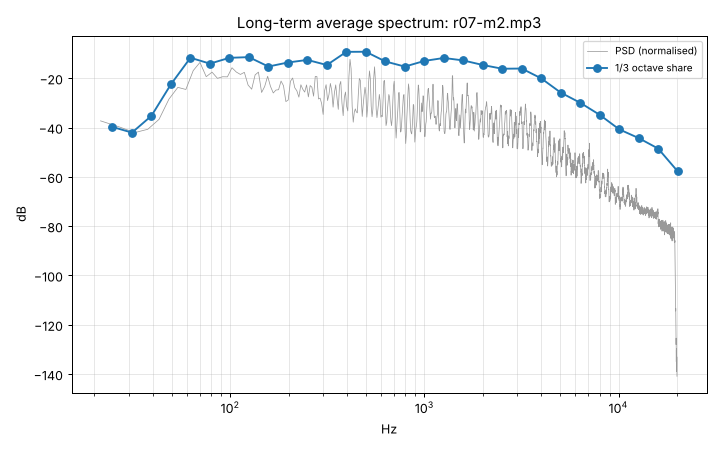 Long-term average spectrum: r07-m2.mp3
PSD (normalised)
1/3 octave share
dB
−20
−40
−60
−80
−100
−120
−140
10²
10³
10⁴
Hz